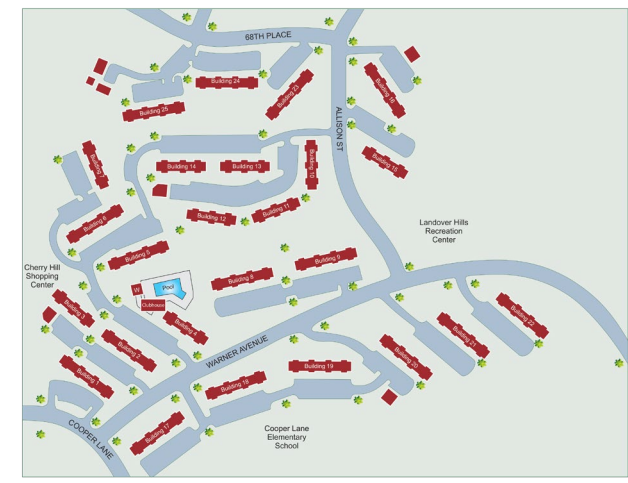 68TH PLACE
Building 24
Building 23
Building 16
Building 25
ALLISON ST
Building 7
Building 14
Building 13
Building 10
Building 15
Building 6
Building 12
Building 11
Landover Hills
Recreation
Center
Building 5
Building 9
Cherry Hill
Shopping
Center
Building 8
W
Pool
Clubhouse
Building 3
Building 4
Building 22
Building 2
Building 21
WARNER AVENUE
Building 20
Building 1
Building 19
Building 18
Building 17
COOPER LANE
Cooper Lane
Elementary
School